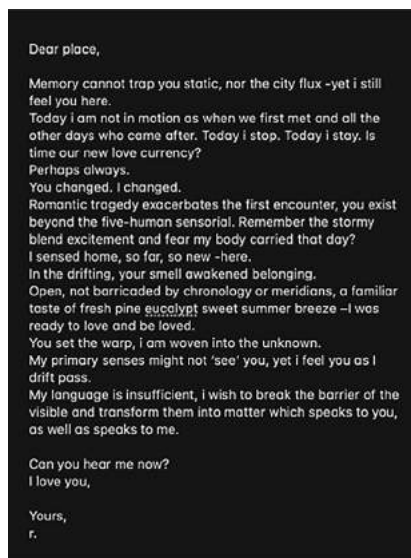 Dear place,
Memory cannot trap you static, nor the city flux -yet i still
feel you here.
Today i am not in motion as when we first met and all the
other days who came after. Today i stop. Today i stay. Is
time our new love currency?
Perhaps always.
You changed. I changed.
Romantic tragedy exacerbates the first encounter, you exist
beyond the five-human sensorial. Remember the stormy
blend excitement and fear my body carried that day?
I sensed home, so far, so new -here.
In the drifting, your smell awakened belonging.
Open, not barricaded by chronology or meridians, a familiar
taste of fresh pine eucalypt sweet summer breeze –I was
ready to love and be loved.
You set the warp, i am woven into the unknown.
My primary senses might not ‘see’ you, yet i feel you as I
drift pass.
My language is insufficient, i wish to break the barrier of the
visible and transform them into matter which speaks to you,
as well as speaks to me.
Can you hear me now?
I love you,
Yours,
r.